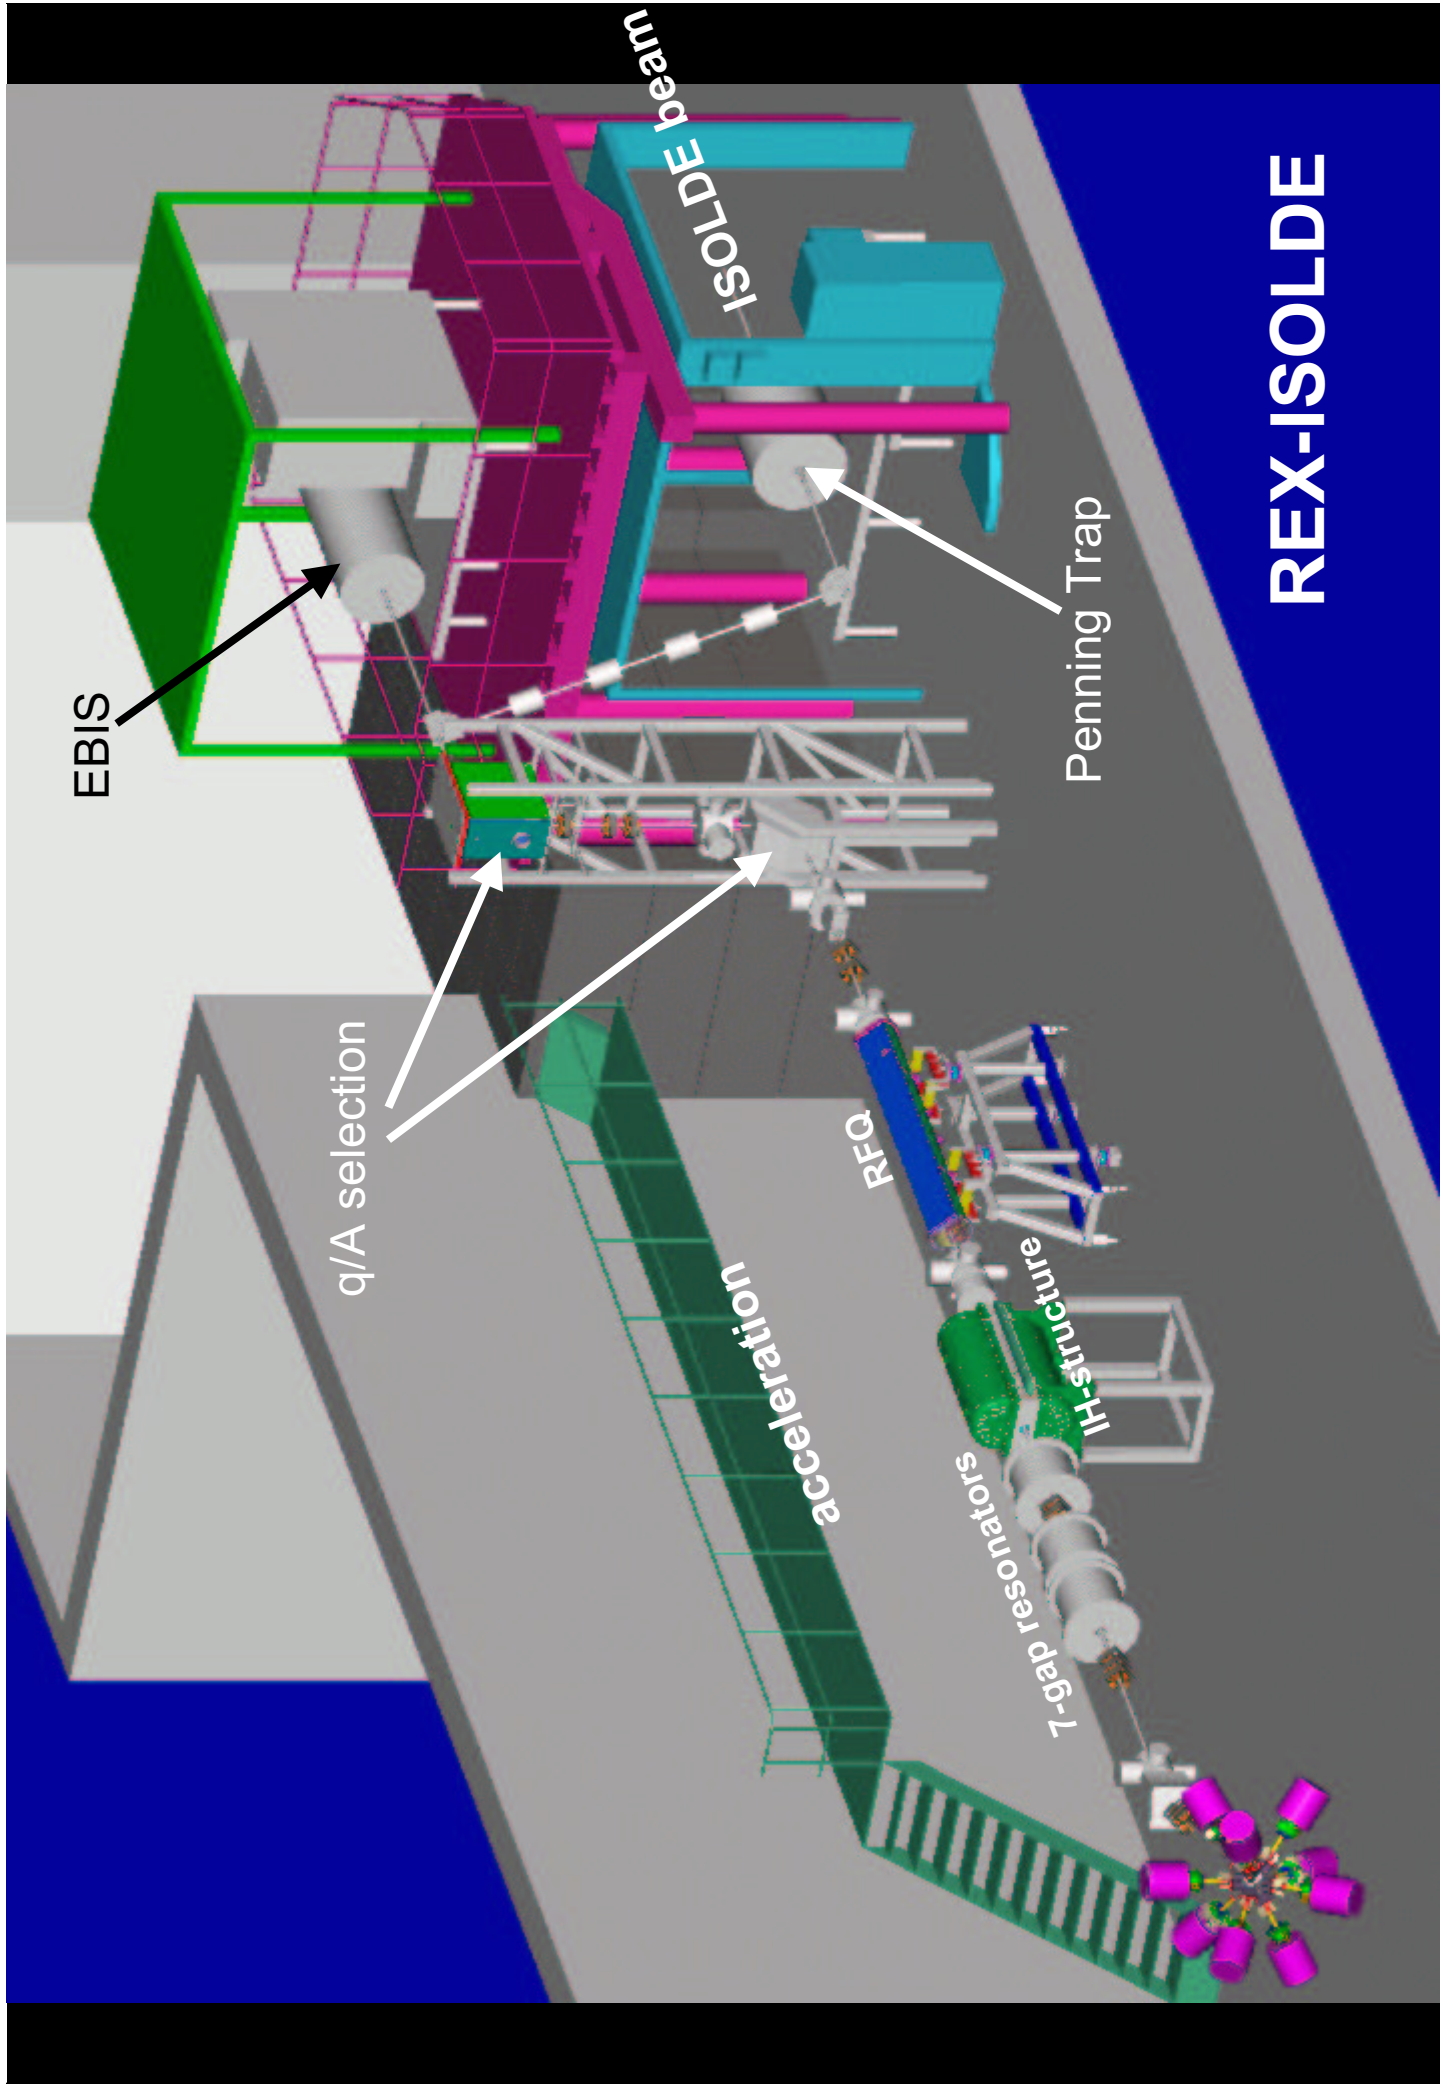 EBIS
ISOLDE beam
q/A selection
Penning Trap
RFQ
acceleration
IH-structure
7-gap resonators
REX-ISOLDE